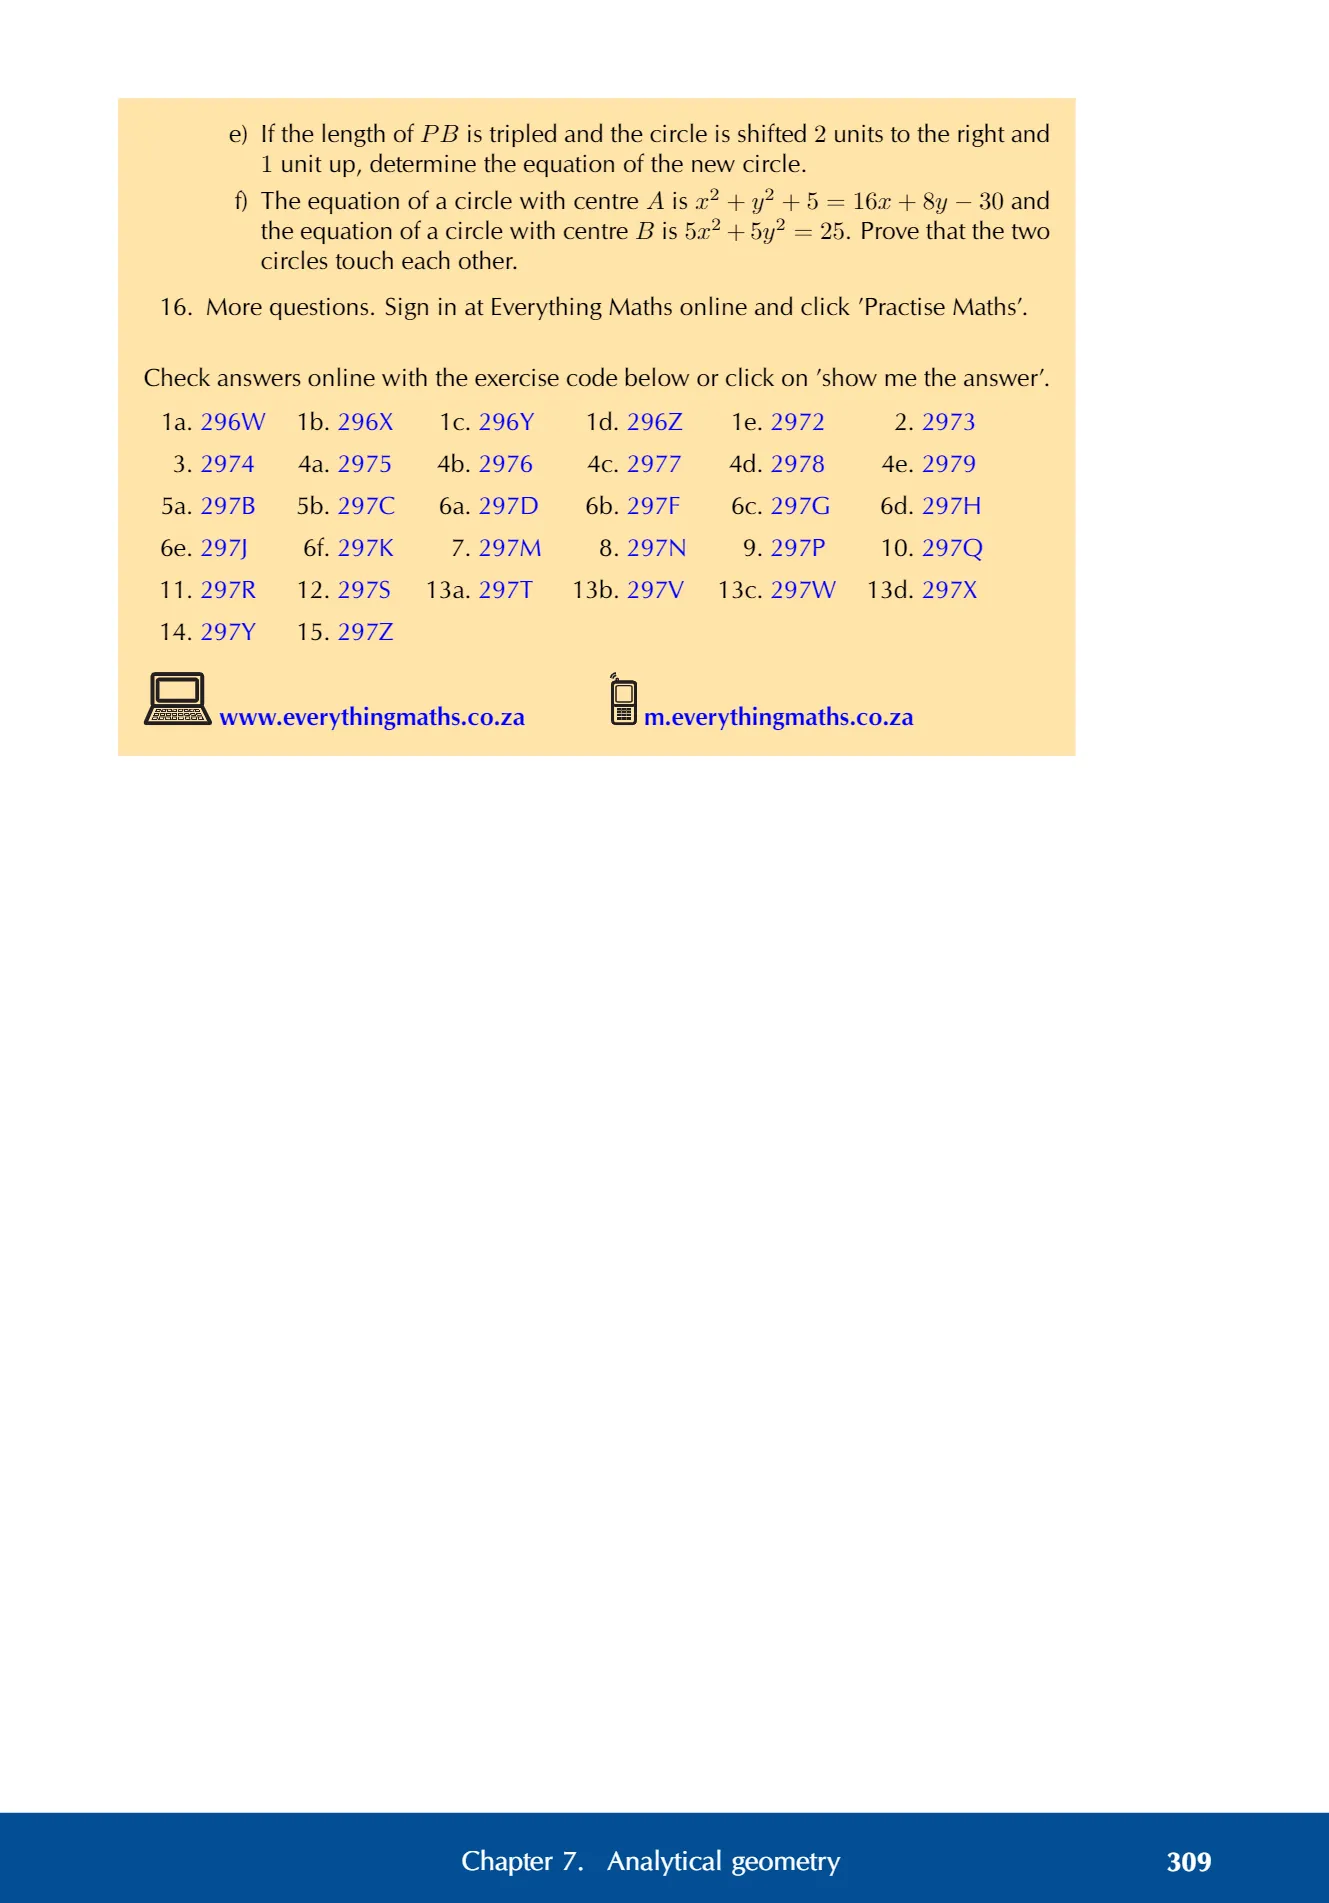 e) If the length of PB is tripled and the circle is shifted 2 units to the right and
1 unit up, determine the equation of the new circle.
f) The equation of a circle with centre A is x² + y² + 5 = 16x + 8y − 30 and
the equation of a circle with centre B is 5x² + 5y² = 25. Prove that the two
circles touch each other.
16. More questions. Sign in at Everything Maths online and click ’Practise Maths’.
Check answers online with the exercise code below or click on ’show me the answer’.
1a. 296W 1b. 296X 1c. 296Y 1d. 296Z 1e. 2972 2. 2973
3. 2974 4a. 2975 4b. 2976 4c. 2977 4d. 2978 4e. 2979
5a. 297B 5b. 297C 6a. 297D 6b. 297F 6c. 297G 6d. 297H
6e. 297J 6f. 297K 7. 297M 8. 297N 9. 297P 10. 297Q
11. 297R 12. 297S 13a. 297T 13b. 297V 13c. 297W 13d. 297X
14. 297Y 15. 297Z
www.everythingmaths.co.za m.everythingmaths.co.za
Chapter 7. Analytical geometry 309